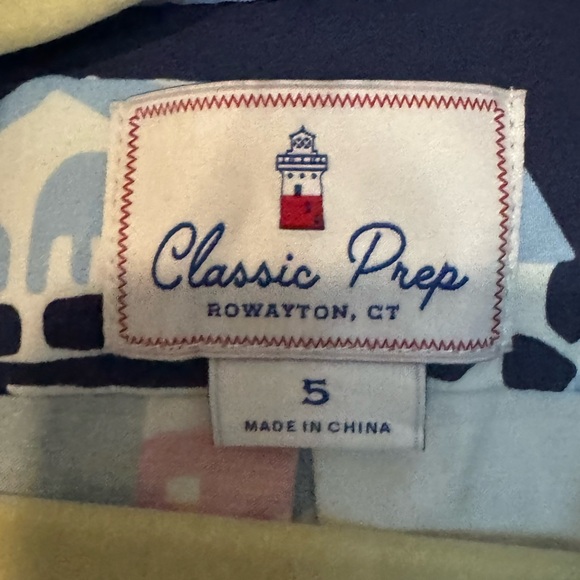 Classic Prep
ROWAYTON, CT
5
MADE IN CHINA